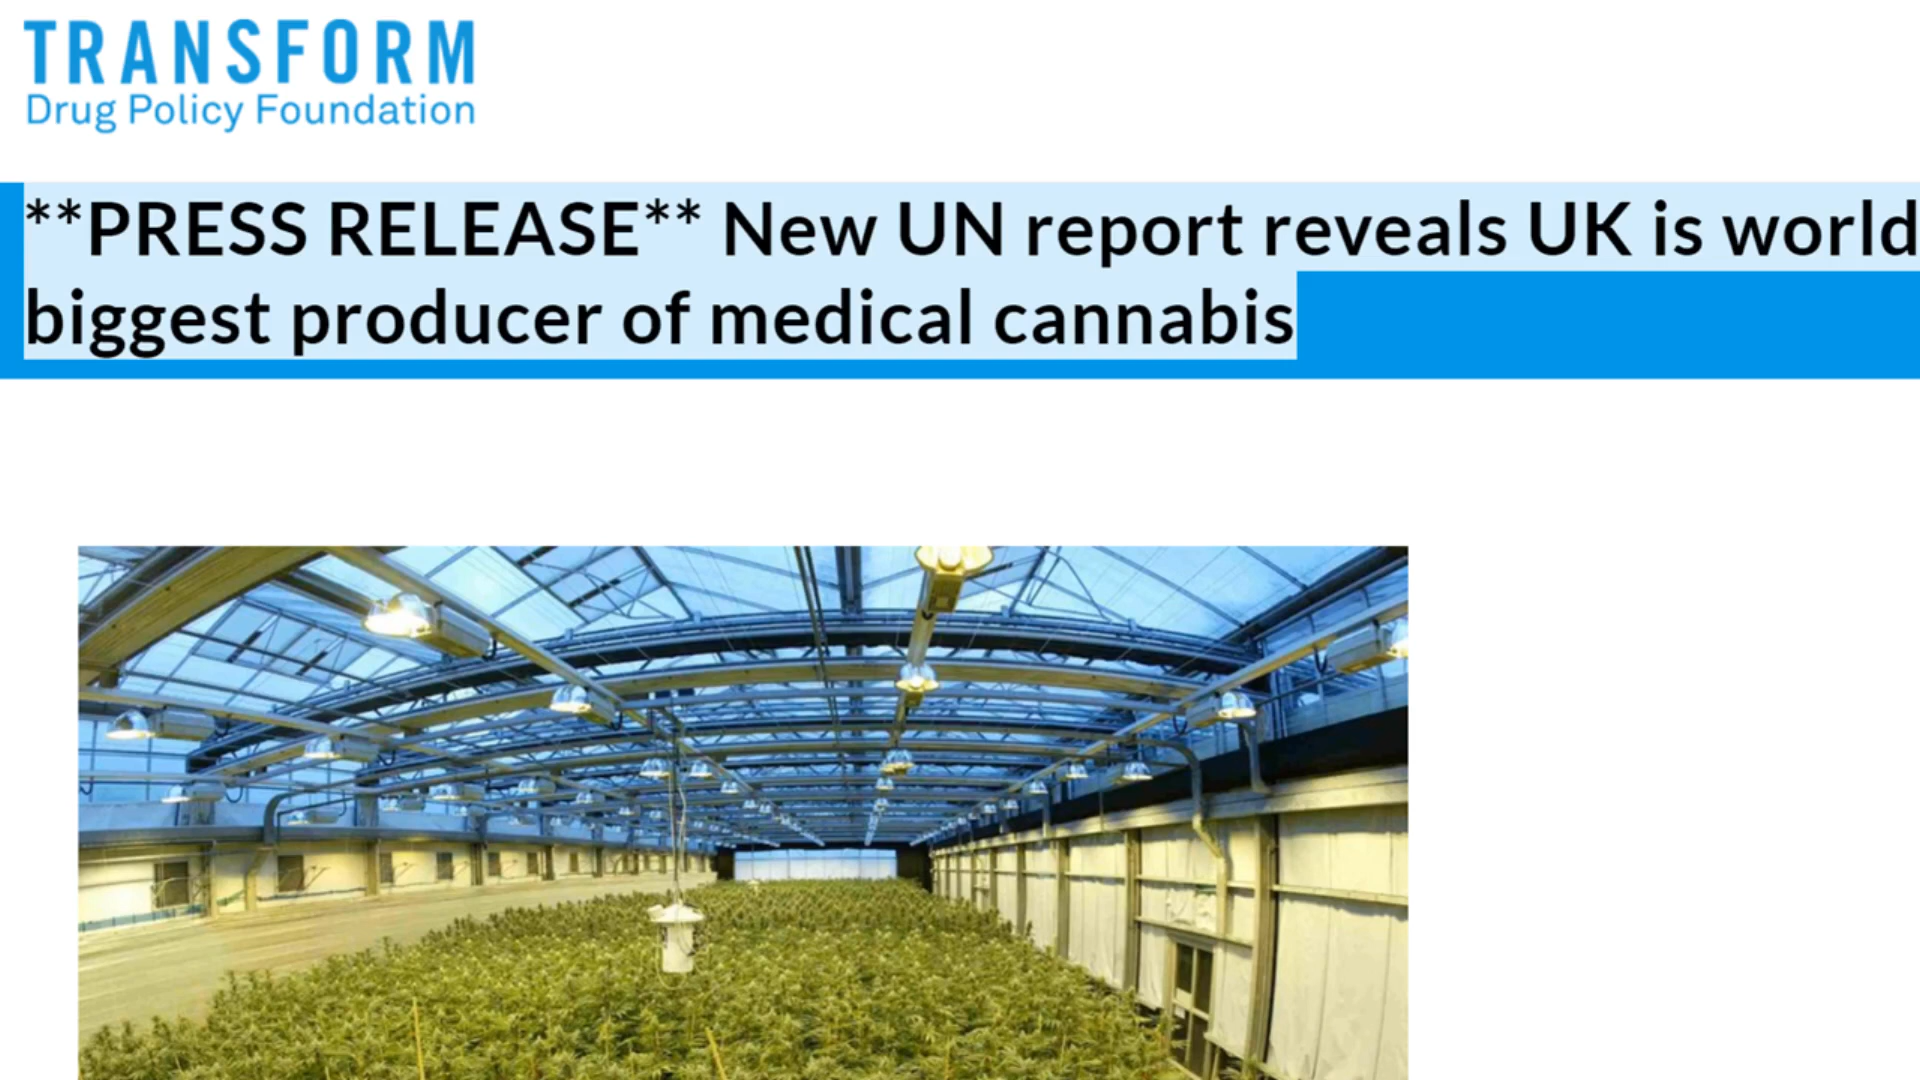 TRANSFORM
Drug Policy Foundation
**PRESS RELEASE** New UN report reveals UK is world
biggest producer of medical cannabis